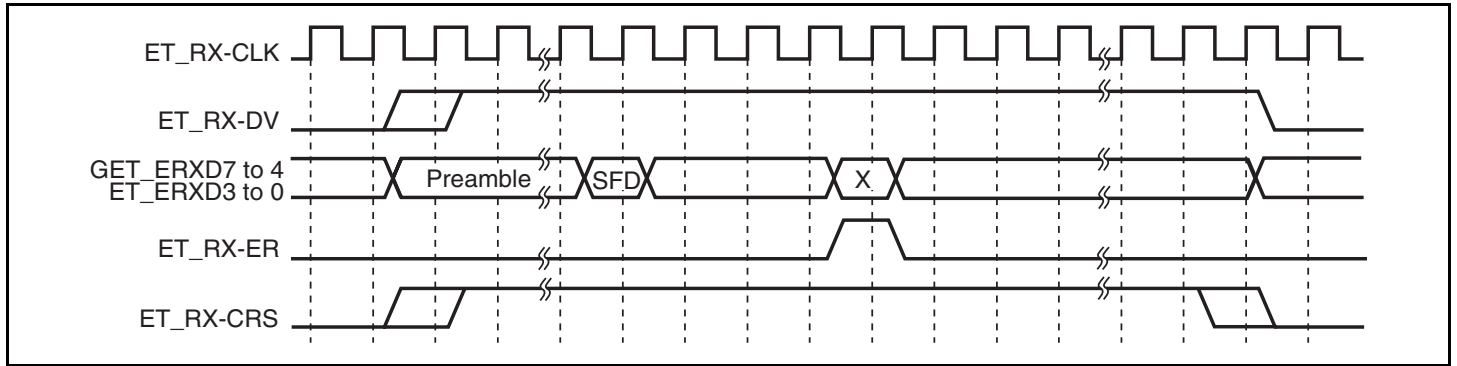 ET_RX-CLK
ET_RX-DV
GET_ERXD7 to 4
ET_ERXD3 to 0
Preamble
SFD
X
ET_RX-ER
ET_RX-CRS